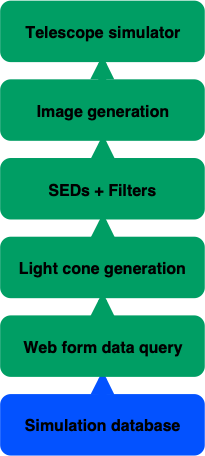 Telescope simulator
Image generation
SEDs + Filters
Light cone generation
Web form data query
Simulation database